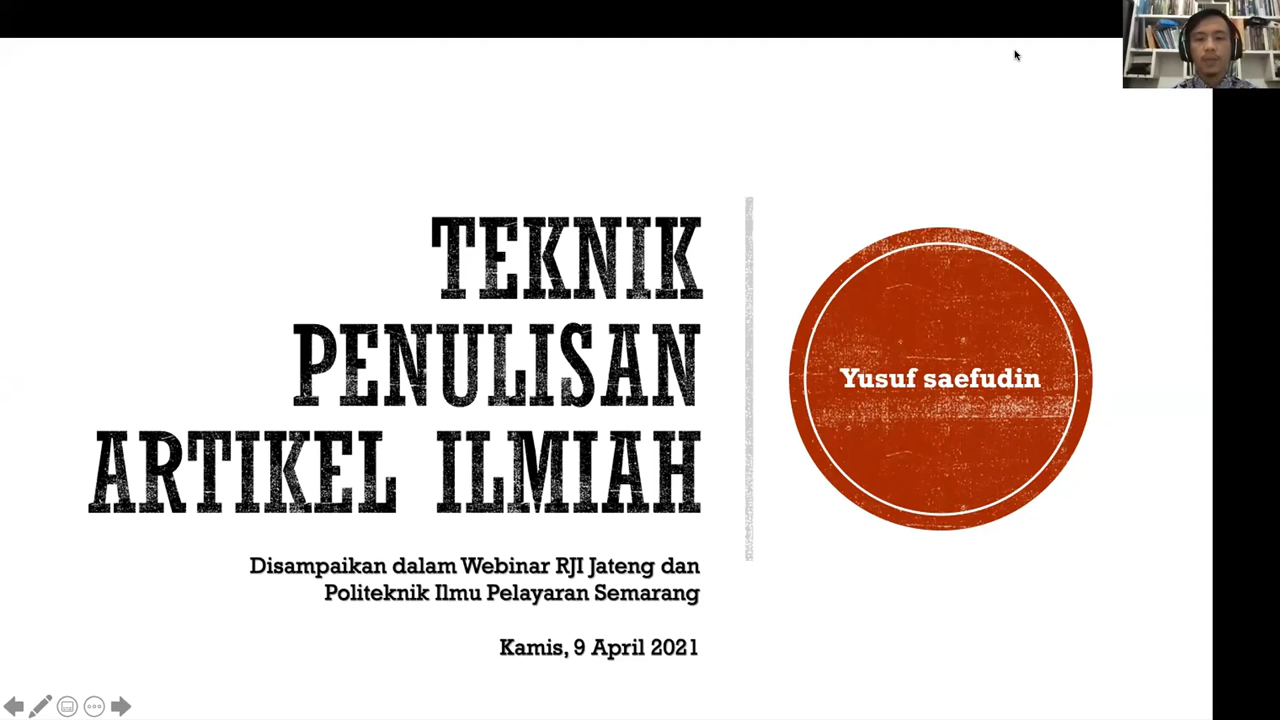 TEKNIK
PENULISAN
ARTIKEL ILMIAH
Yusuf saefudin
Disampaikan dalam Webinar RJI Jateng dan
Politeknik Ilmu Pelayaran Semarang
Kamis, 9 April 2021